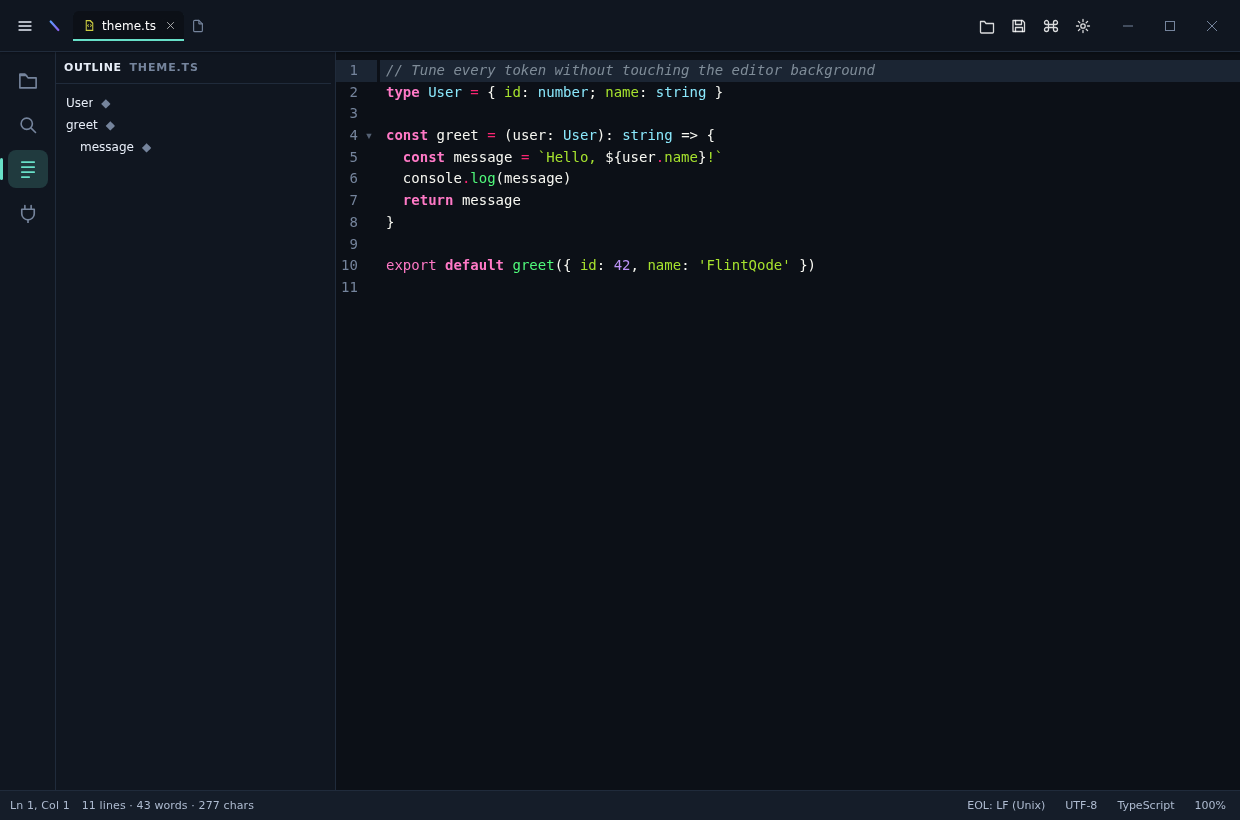 theme.ts
OUTLINE THEME.TS
User
greet
message
1 // Tune every token without touching the editor background
2 type User = { id: number; name: string }
3
4 const greet = (user: User): string => {
5   const message = `Hello, ${user.name}!`
6   console.log(message)
7   return message
8 }
9
10 export default greet({ id: 42, name: 'FlintQode' })
11
Ln 1, Col 1 11 lines · 43 words · 277 chars EOL: LF (Unix) UTF-8 TypeScript 100%